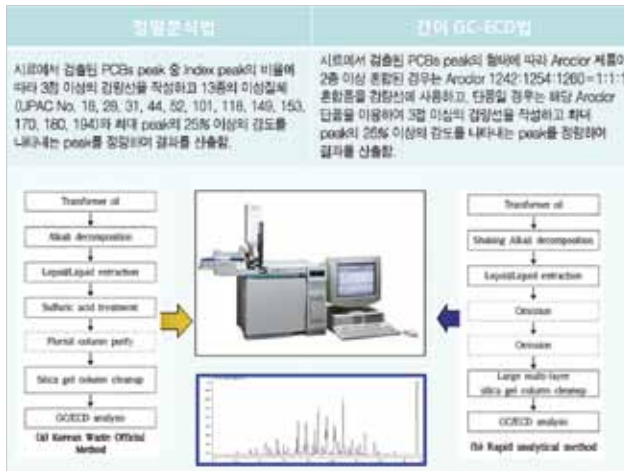 정밀분석법
시료에서 검출된 PCBs peak 중 Index peak의 비율에
따라 3점 이상의 검량선을 작성하고 13종의 이성질체
(UPAC No. 18, 28, 31, 44, 52, 101, 118, 149, 153,
170, 180, 194)와 최대 peak의 25% 이상의 강도를
나타내는 peak를 정량하여 결과를 산출함.
간이 GC-ECD법
시료에서 검출된 PCBs peak의 형태에 따라 Aroclor 제품이
2종 이상 혼합된 경우는 Aroclor 1242:1254:1260=1:1:1
혼합품을 검량선에 사용하고, 단품일 경우는 해당 Aroclor
단품을 이용하여 3점 이상의 검량선을 작성하고 최대
peak의 25% 이상의 강도를 나타내는 peak를 정량하여
결과를 산출함.
Transformer oil
Alkali decomposition
Liquid/Liquid extraction
Sulfuric acid treatment
Florisil column purify
Silica gel column cleanup
GC/ECD analysis
(a) Korean Waste Official
Method
Transformer oil
Shaking Alkali decomposition
Liquid/Liquid extraction
Omission
Omission
Large multi-layer
silica gel column cleanup
GC/ECD analysis
(b) Rapid analytical method